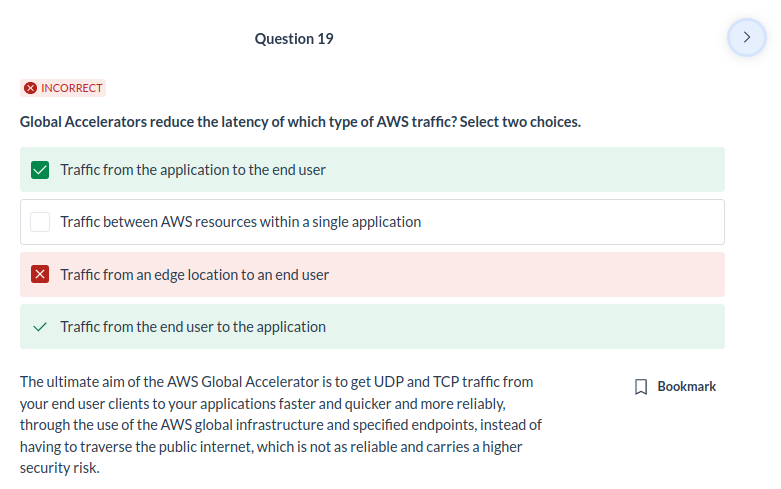 Question 19
INCORRECT
Global Accelerators reduce the latency of which type of AWS traffic? Select two choices.
Traffic from the application to the end user
Traffic between AWS resources within a single application
Traffic from an edge location to an end user
Traffic from the end user to the application
The ultimate aim of the AWS Global Accelerator is to get UDP and TCP traffic from
your end user clients to your applications faster and quicker and more reliably,
through the use of the AWS global infrastructure and specified endpoints, instead of
having to traverse the public internet, which is not as reliable and carries a higher
security risk.
Bookmark